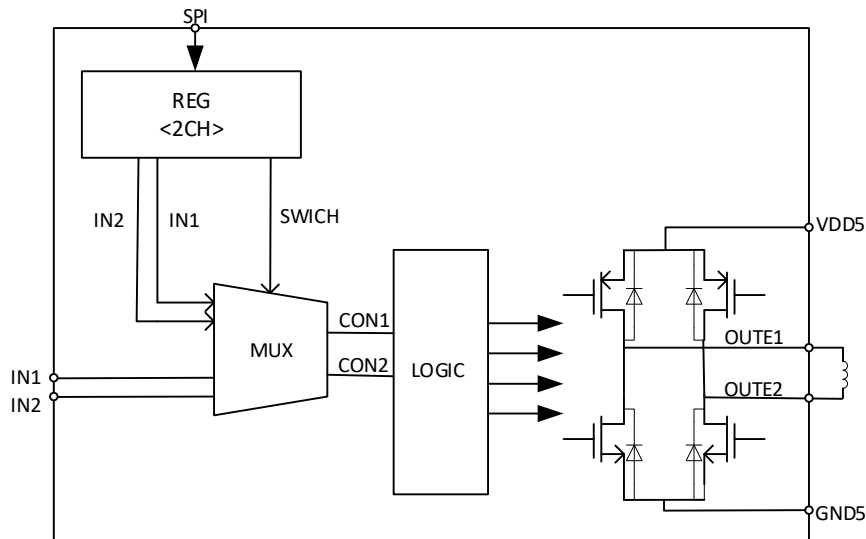 SPI
REG
<2CH>
IN2
IN1
SWICH
VDD5
CON1
OUTE1
MUX
CON2
LOGIC
IN1
OUTE2
IN2
GND5